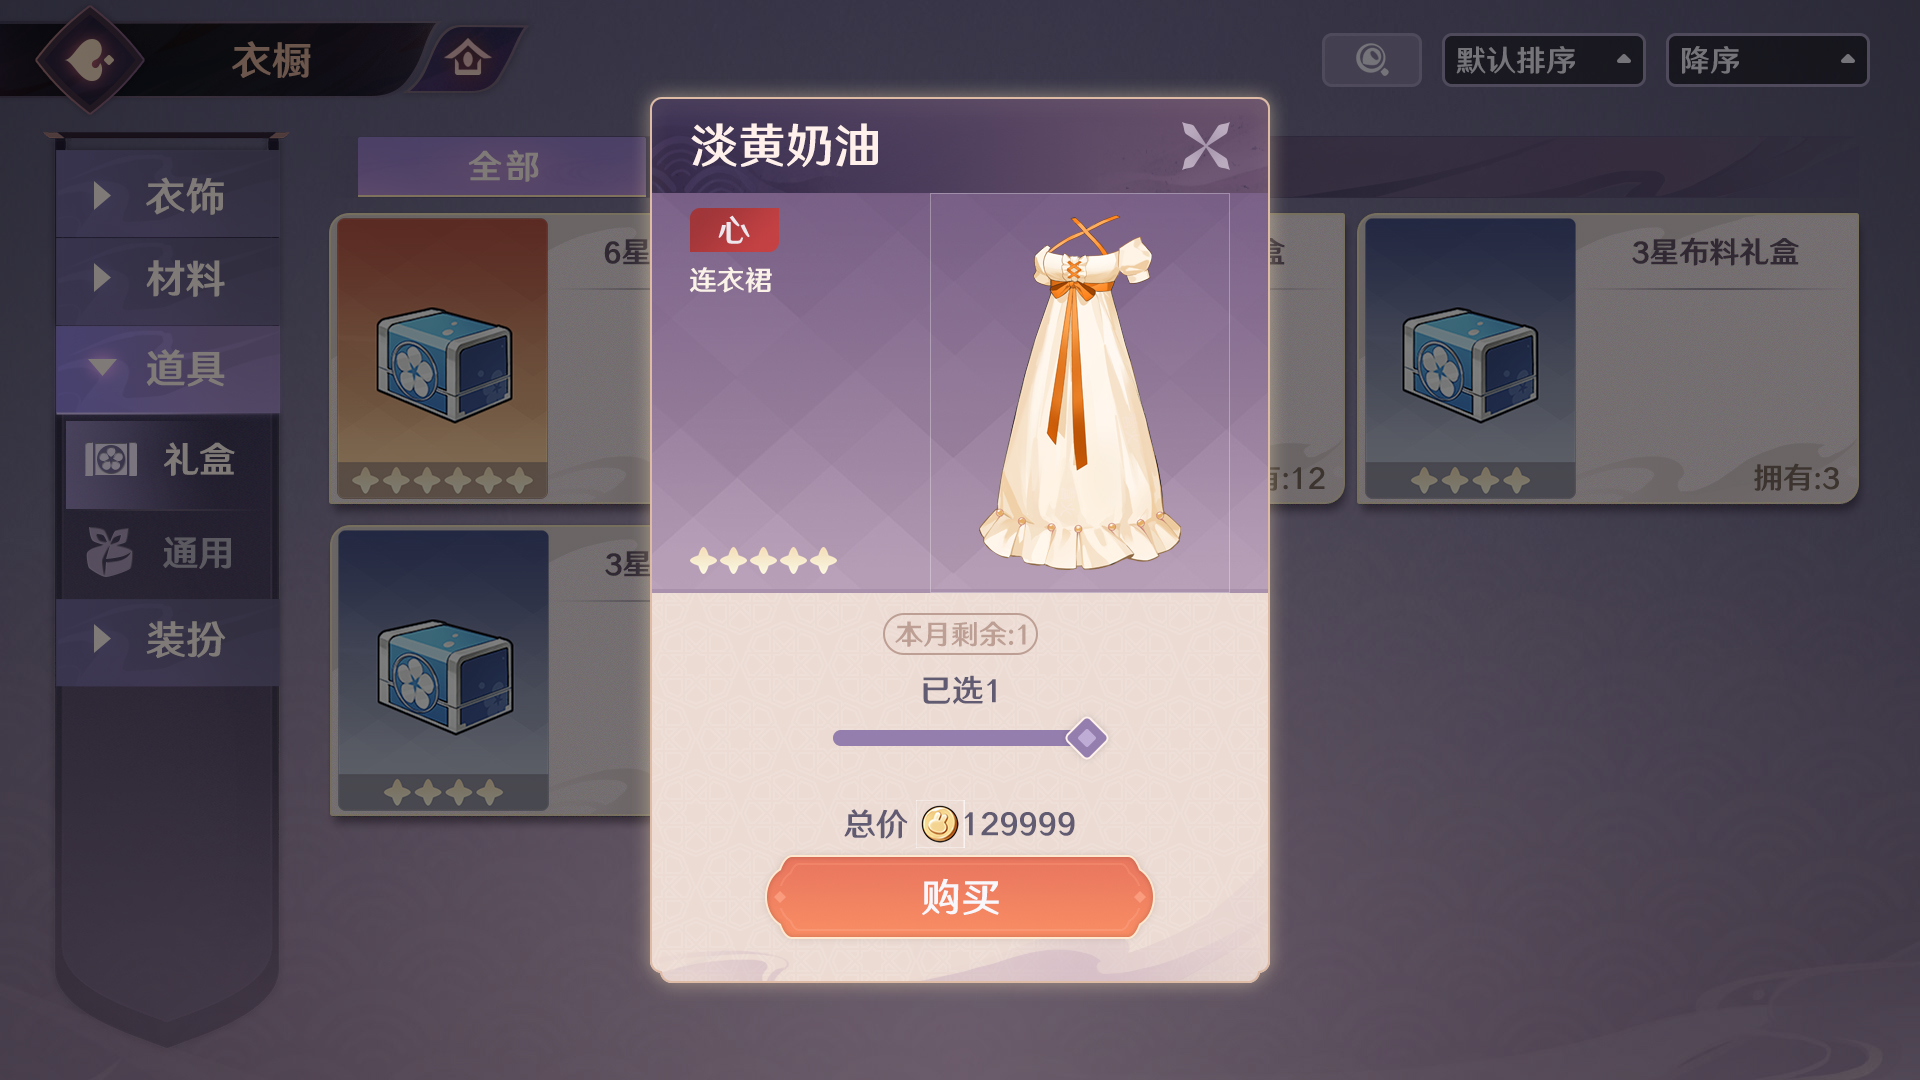 衣橱
默认排序
降序
衣饰
材料
道具
礼盒
通用
装扮
全部
6星
盒
有:12
3星布料礼盒
拥有:3
3星
淡黄奶油
心
连衣裙
本月剩余:1
已选1
总价 129999
购买